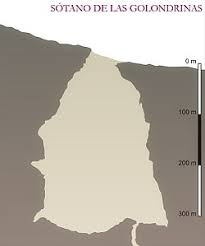 SÓTANO DE LAS GOLONDRINAS
0 m
100 m
200 m
300 m